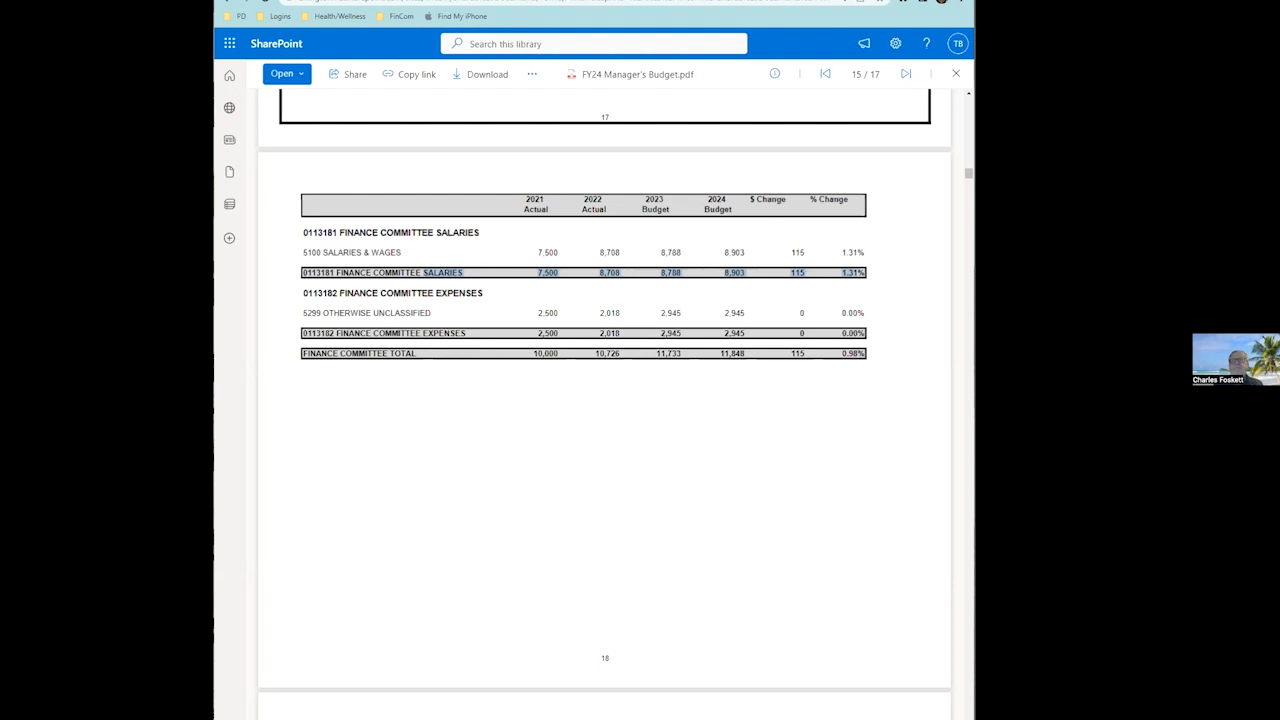 PD Logins Health/Wellness FinCom Find My iPhone
SharePoint Search this library ? TB
Open Share Copy link Download ... FY24 Manager's Budget.pdf 15 / 17
17
2021 Actual 2022 Actual 2023 Budget 2024 Budget $ Change % Change
0113181 FINANCE COMMITTEE SALARIES
5100 SALARIES & WAGES 7,500 8,708 8,788 8,903 115 1.31%
0113181 FINANCE COMMITTEE SALARIES 7,500 8,708 8,788 8,903 115 1.31%
0113182 FINANCE COMMITTEE EXPENSES
5299 OTHERWISE UNCLASSIFIED 2,500 2,018 2,945 2,945 0 0.00%
0113182 FINANCE COMMITTEE EXPENSES 2,500 2,018 2,945 2,945 0 0.00%
FINANCE COMMITTEE TOTAL 10,000 10,726 11,733 11,848 115 0.98%
Charles Foskett
18